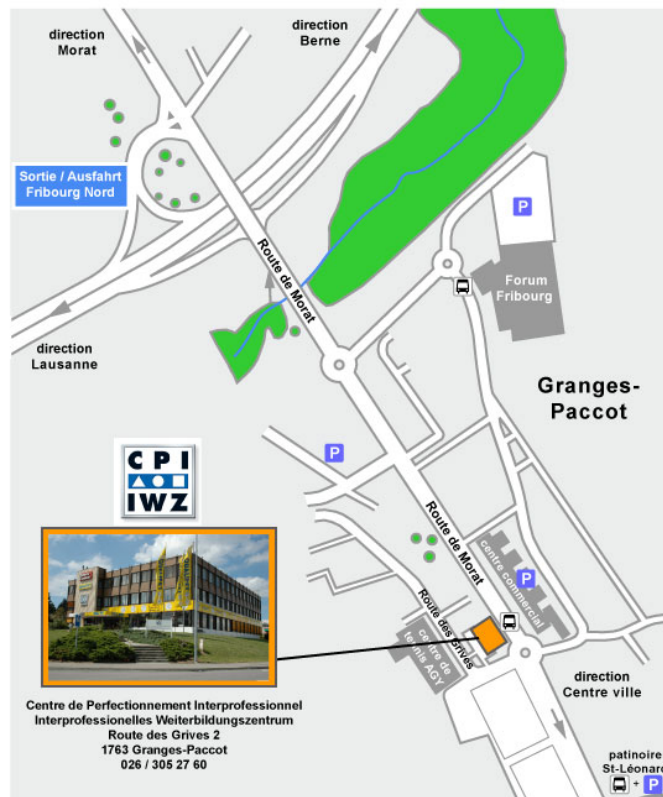 direction
Morat
direction
Berne
Sortie / Ausfahrt
Fribourg Nord
P
Route de Morat
Forum
Fribourg
direction
Lausanne
Granges-
Paccot
P
CPI
IWZ
Route de Morat
centre commercial
P
Route des Grives
centre de
tennis AGY
direction
Centre ville
Centre de Perfectionnement Interprofessionnel
Interprofessionelles Weiterbildungszentrum
Route des Grives 2
1763 Granges-Paccot
026 / 305 27 60
patinoire
St-Léonard
+ P